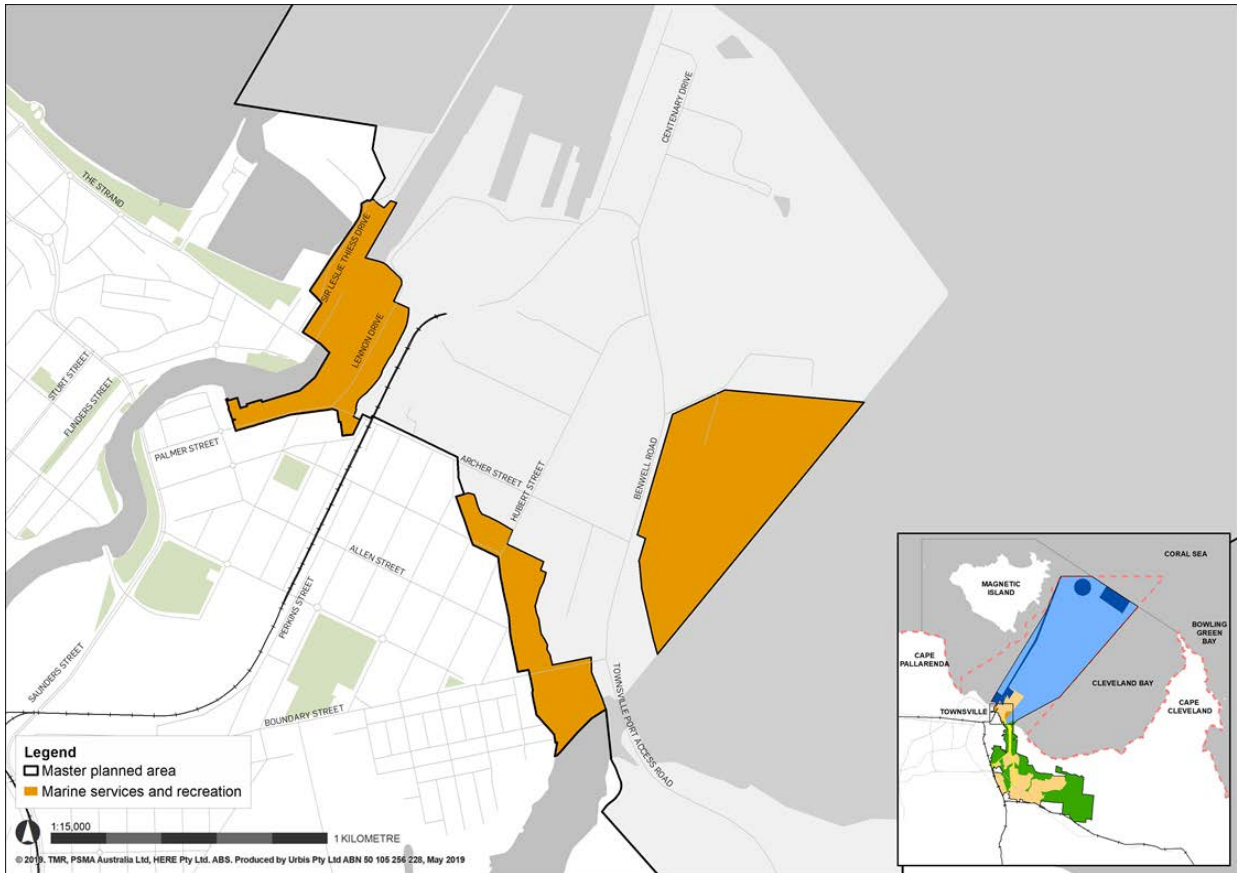 CENTENARY DRIVE
THE STRAND
SIR LESLIE THIESS DRIVE
LENNON DRIVE
STURT STREET
FLINDERS STREET
PALMER STREET
ARCHER STREET
HUBERT STREET
BENWELL ROAD
ALLEN STREET
PERKINS STREET
SAUNDERS STREET
BOUNDARY STREET
TOWNSVILLE PORT ACCESS ROAD
CORAL SEA
MAGNETIC
ISLAND
BOWLING
GREEN
BAY
CAPE
PALLARENDA
CLEVELAND BAY
CAPE
CLEVELAND
TOWNSVILLE
Legend
Master planned area
Marine services and recreation
1:15,000
1 KILOMETRE
© 2019. TMR, PSMA Australia Ltd, HERE Pty Ltd. ABS. Produced by Urbis Pty Ltd ABN 50 105 256 228, May 2019